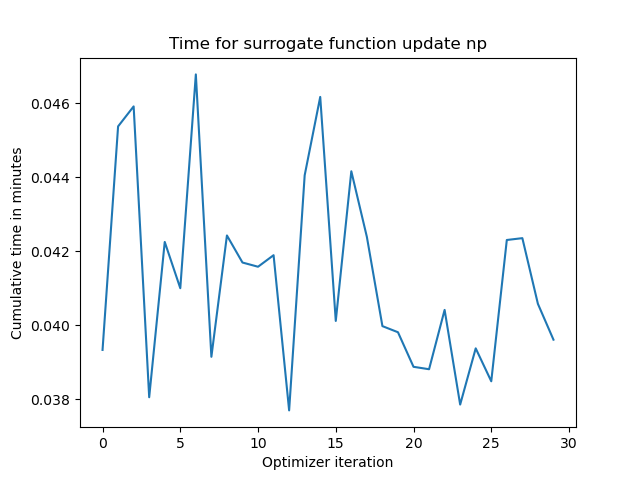 Time for surrogate function update np
Cumulative time in minutes
0.046
0.044
0.042
0.040
0.038
0 5 10 15 20 25 30
Optimizer iteration